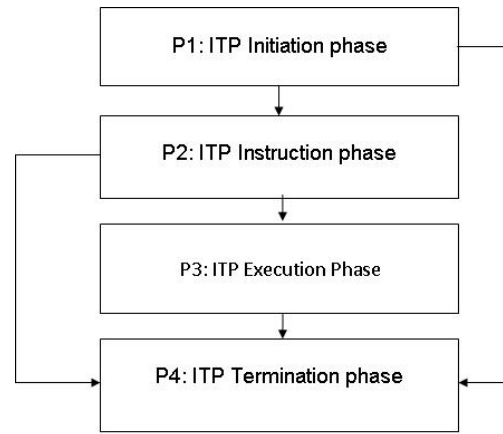 P1: ITP Initiation phase
P2: ITP Instruction phase
P3: ITP Execution Phase
P4: ITP Termination phase